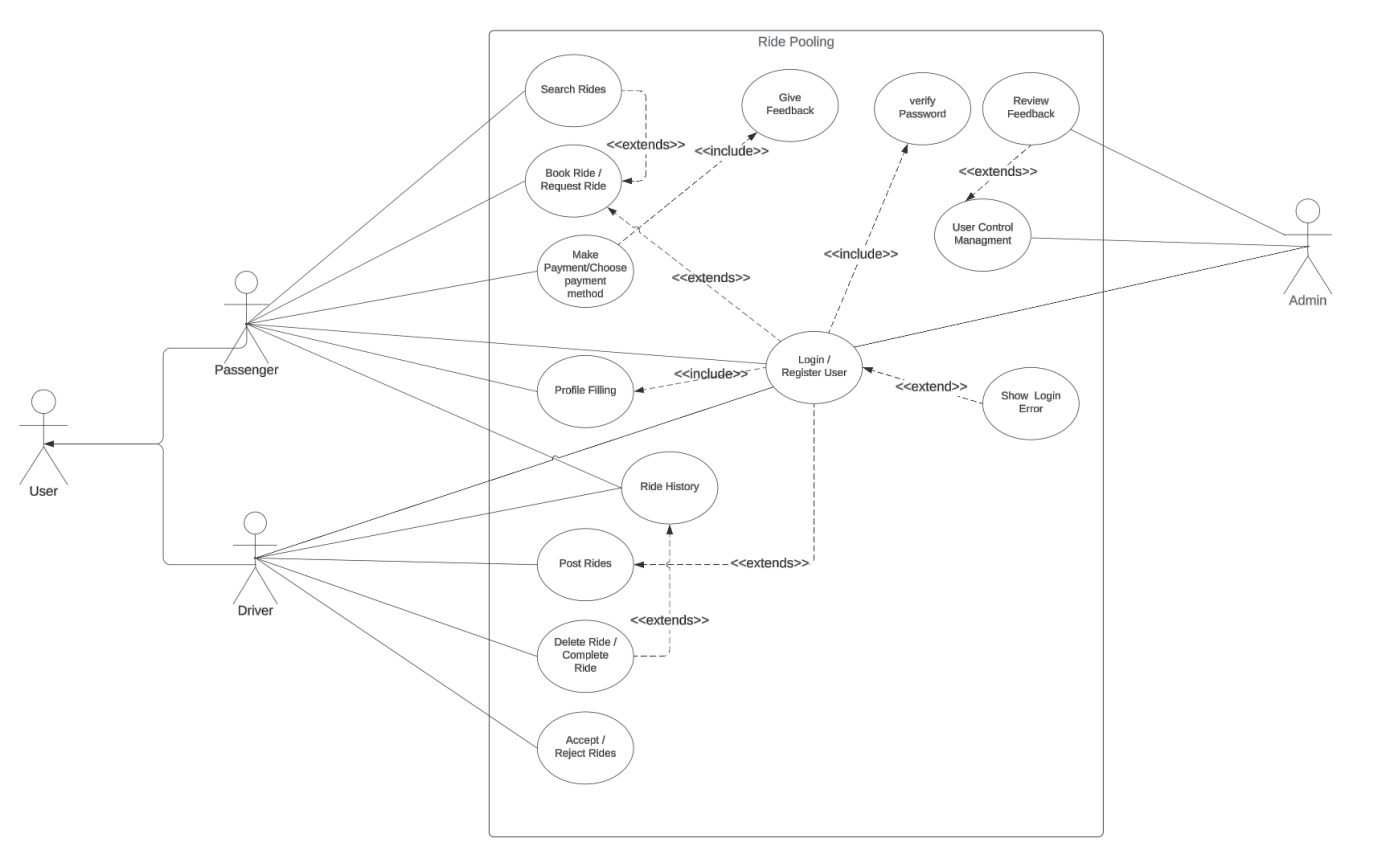 Ride Pooling
Search Rides
Give
Feedback
verify
Password
Review
Feedback
<<extends>>
<<include>>
Book Ride /
Request Ride
<<extends>>
User Control
Managment
Make
Payment/Choose
payment
method
<<include>>
<<extends>>
Admin
Passenger
Login /
Register User
<<include>>
Profile Filling
<<extend>>
Show  Login
Error
User
Ride History
Post Rides
<<extends>>
Driver
<<extends>>
Delete Ride /
Complete
Ride
Accept /
Reject Rides